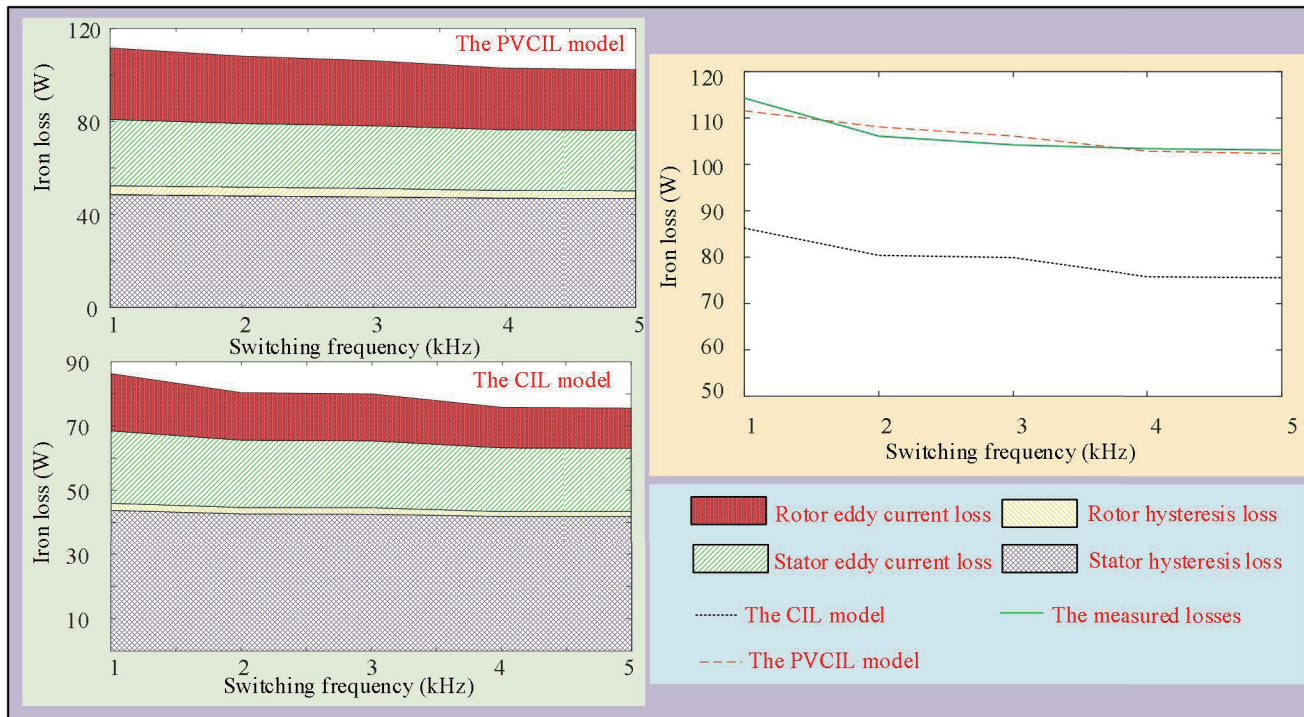 The PVCIL model
Iron loss (W)
120
80
40
0
1 2 3 4 5
Switching frequency (kHz)
The CIL model
Iron loss (W)
90
70
50
30
10
1 2 3 4 5
Switching frequency (kHz)
Iron loss (W)
120
110
100
90
80
70
60
50
1 2 3 4 5
Switching frequency (kHz)
Rotor eddy current loss
Rotor hysteresis loss
Stator eddy current loss
Stator hysteresis loss
The CIL model
The measured losses
The PVCIL model